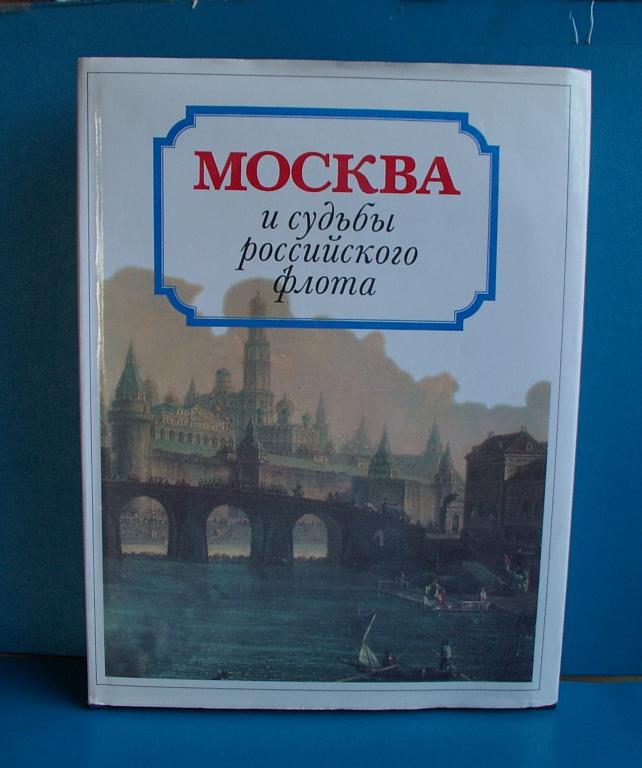 МОСКВА
и судьбы
российского
флота